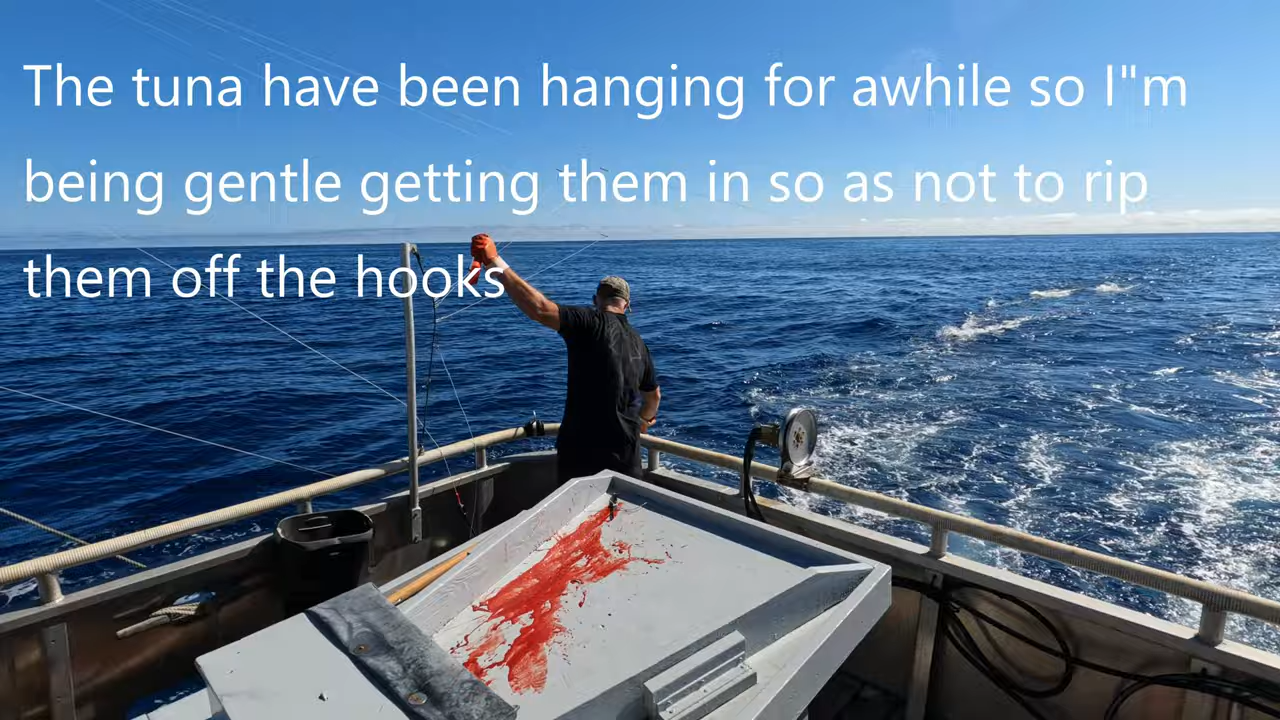 The tuna have been hanging for awhile so I"m
being gentle getting them in so as not to rip
them off the hooks